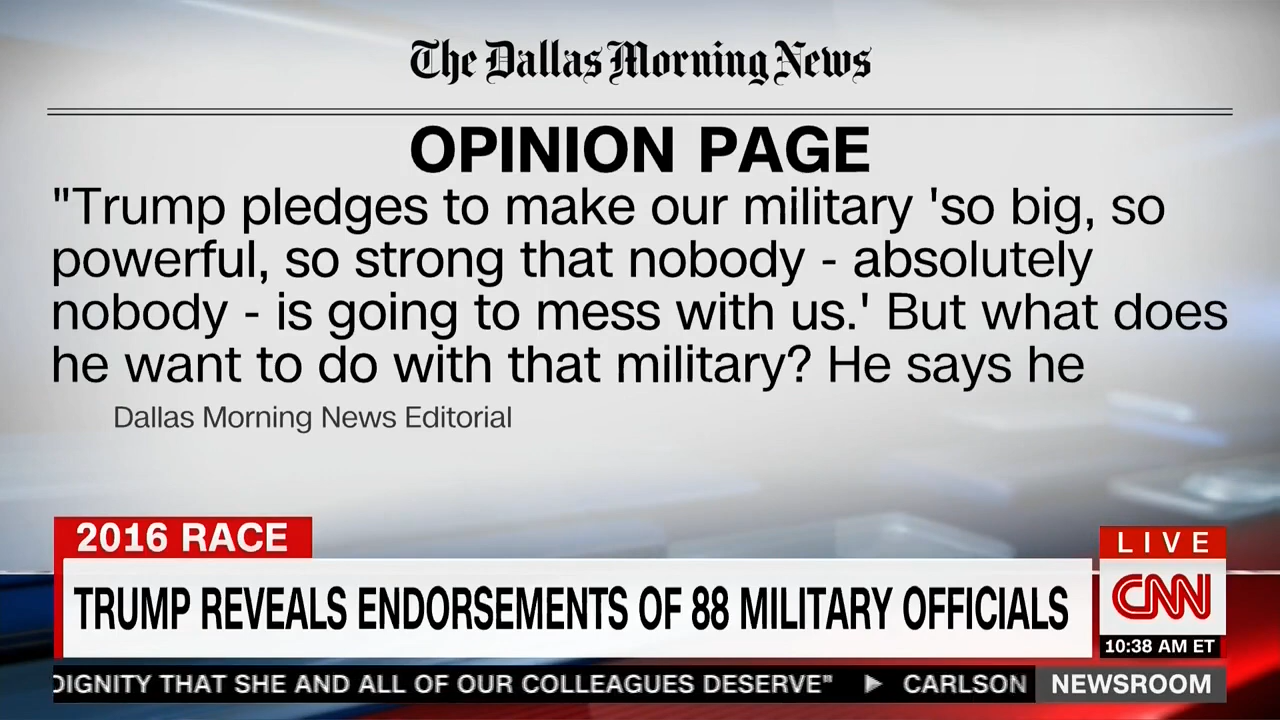 The Dallas Morning News
OPINION PAGE
"Trump pledges to make our military 'so big, so
powerful, so strong that nobody - absolutely
nobody - is going to mess with us.' But what does
he want to do with that military? He says he
Dallas Morning News Editorial
2016 RACE
TRUMP REVEALS ENDORSEMENTS OF 88 MILITARY OFFICIALS
LIVE
CNN
10:38 AM ET
DIGNITY THAT SHE AND ALL OF OUR COLLEAGUES DESERVE" ▶ CARLSON
NEWSROOM